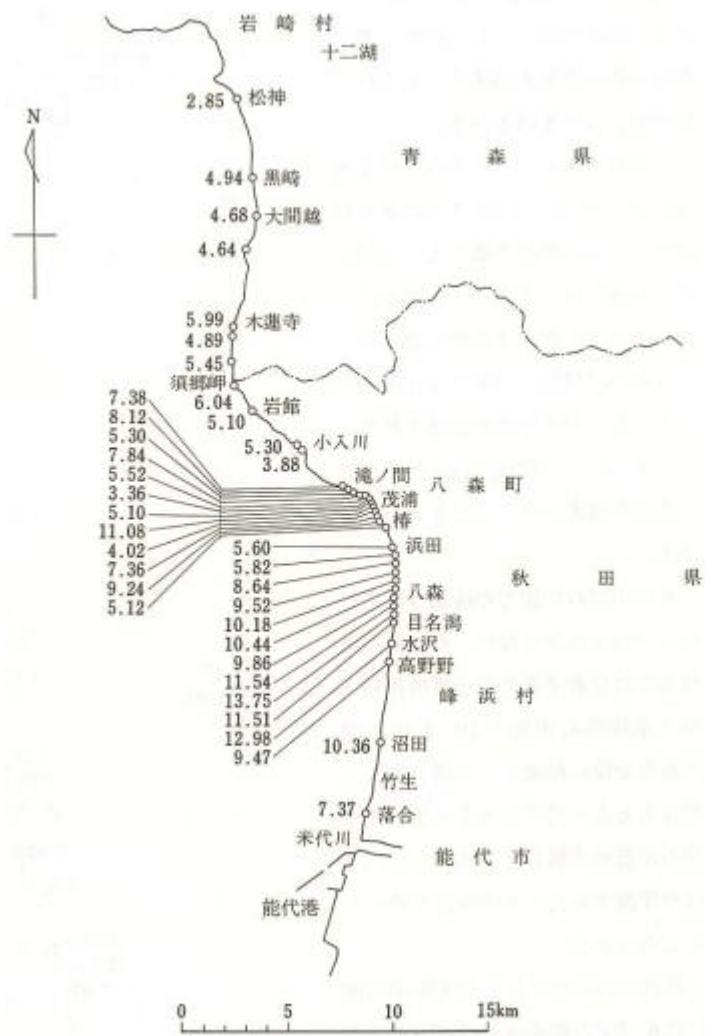 岩崎村
十二湖
2.85 松神
N
青森県
4.94 黒崎
4.68 大間越
4.64
5.99 木蓮寺
4.89
5.45
須郷岬
6.04 岩館
5.10
5.30 小入川
3.88
7.38
8.12
5.30
7.84
5.52
3.36
5.10
11.08
4.02
7.36
9.24
5.12
滝ノ間
八森町
茂浦
椿
5.60 浜田
5.82
8.64
9.52
10.18
10.44
9.86
11.54
13.75
11.51
12.98
9.47
秋田県
八森
目名潟
水沢
高野野
峰浜村
10.36 沼田
竹生
7.37 落合
米代川
能代市
能代港
0 5 10 15km